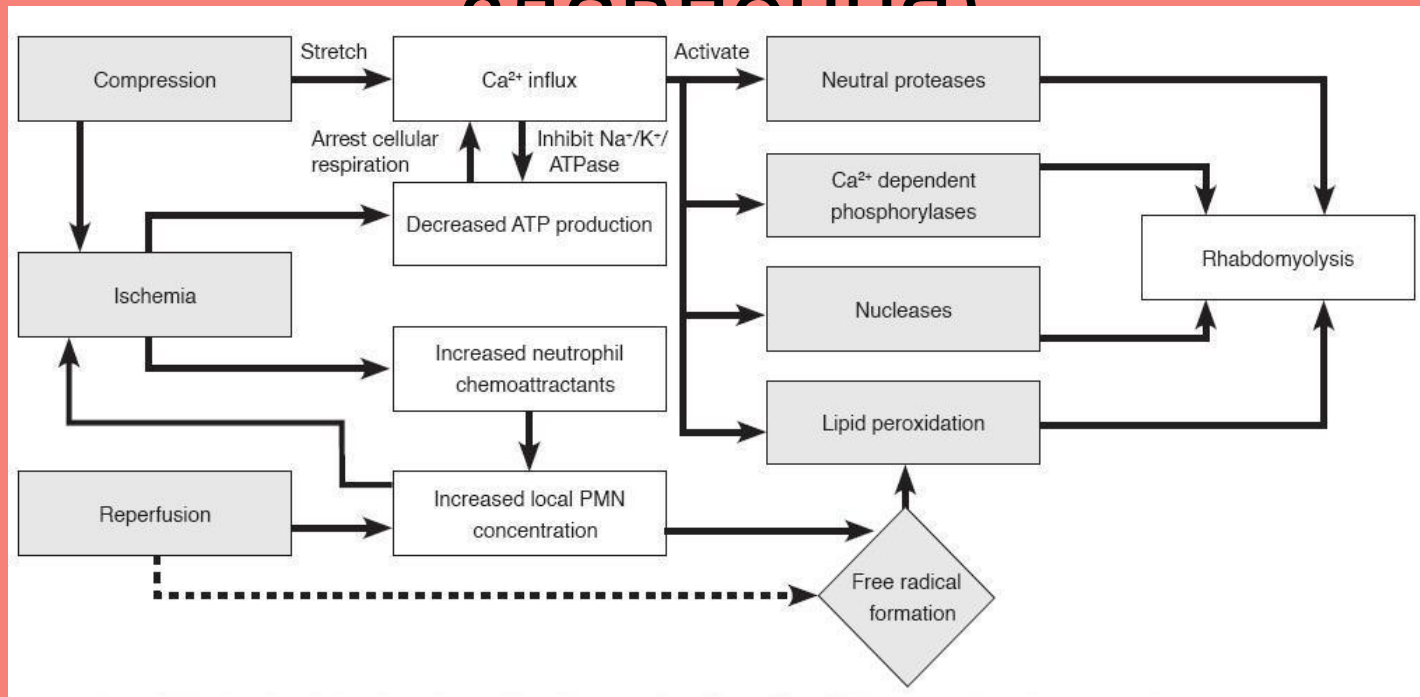 Compression
Stretch
Ca²⁺ influx
Activate
Neutral proteases
Arrest cellular
respiration
Inhibit Na⁺/K⁺/
ATPase
Ca²⁺ dependent
phosphorylases
Decreased ATP production
Rhabdomyolysis
Ischemia
Nucleases
Increased neutrophil
chemoattractants
Lipid peroxidation
Reperfusion
Increased local PMN
concentration
Free radical
formation